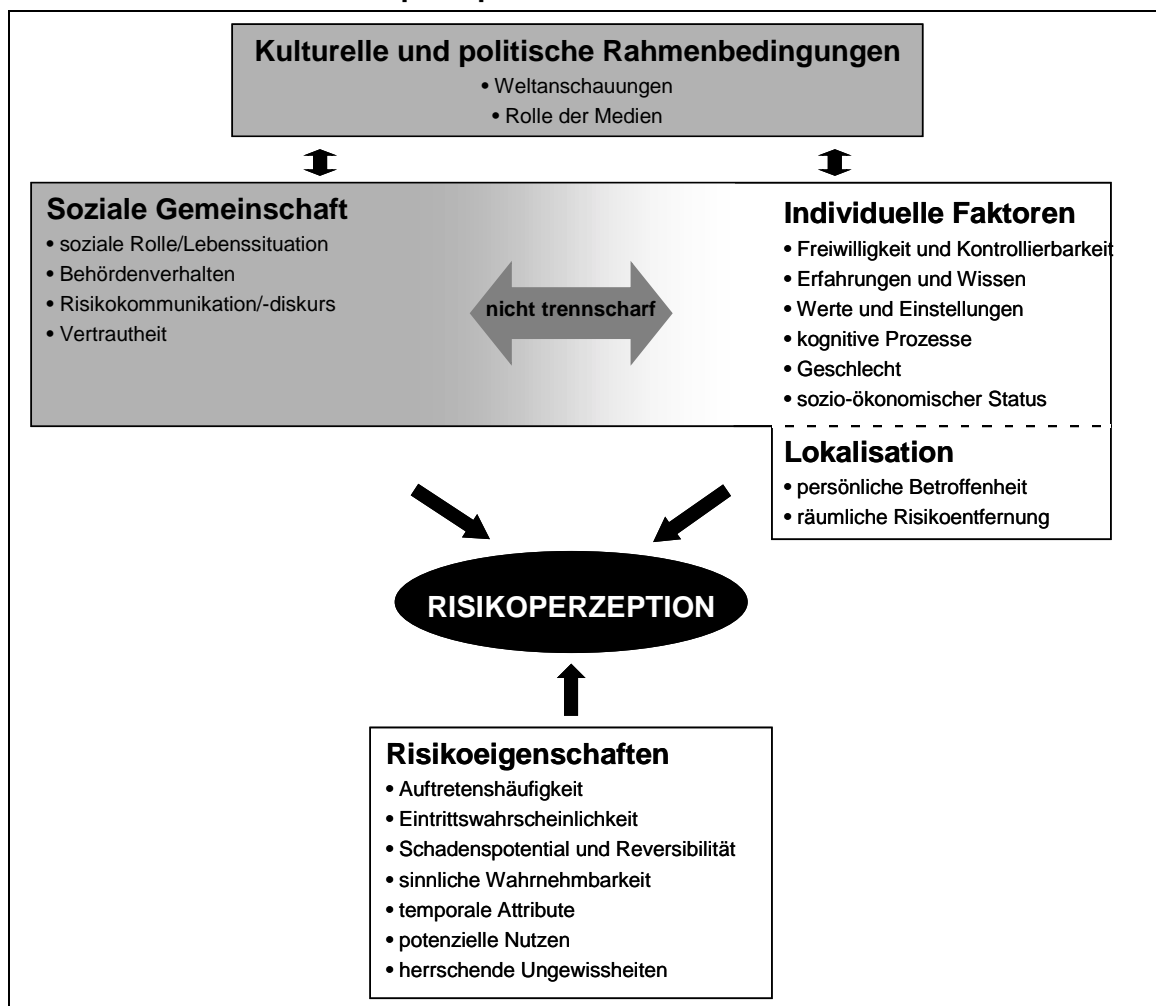 Kulturelle und politische Rahmenbedingungen
• Weltanschauungen
• Rolle der Medien
Soziale Gemeinschaft
• soziale Rolle/Lebenssituation
• Behördenverhalten
• Risikokommunikation/-diskurs
• Vertrautheit
nicht trennscharf
Individuelle Faktoren
• Freiwilligkeit und Kontrollierbarkeit
• Erfahrungen und Wissen
• Werte und Einstellungen
• kognitive Prozesse
• Geschlecht
• sozio-ökonomischer Status
Lokalisation
• persönliche Betroffenheit
• räumliche Risikoentfernung
RISIKOPERZEPTION
Risikoeigenschaften
• Auftretenshäufigkeit
• Eintrittswahrscheinlichkeit
• Schadenspotential und Reversibilität
• sinnliche Wahrnehmbarkeit
• temporale Attribute
• potenzielle Nutzen
• herrschende Ungewissheiten